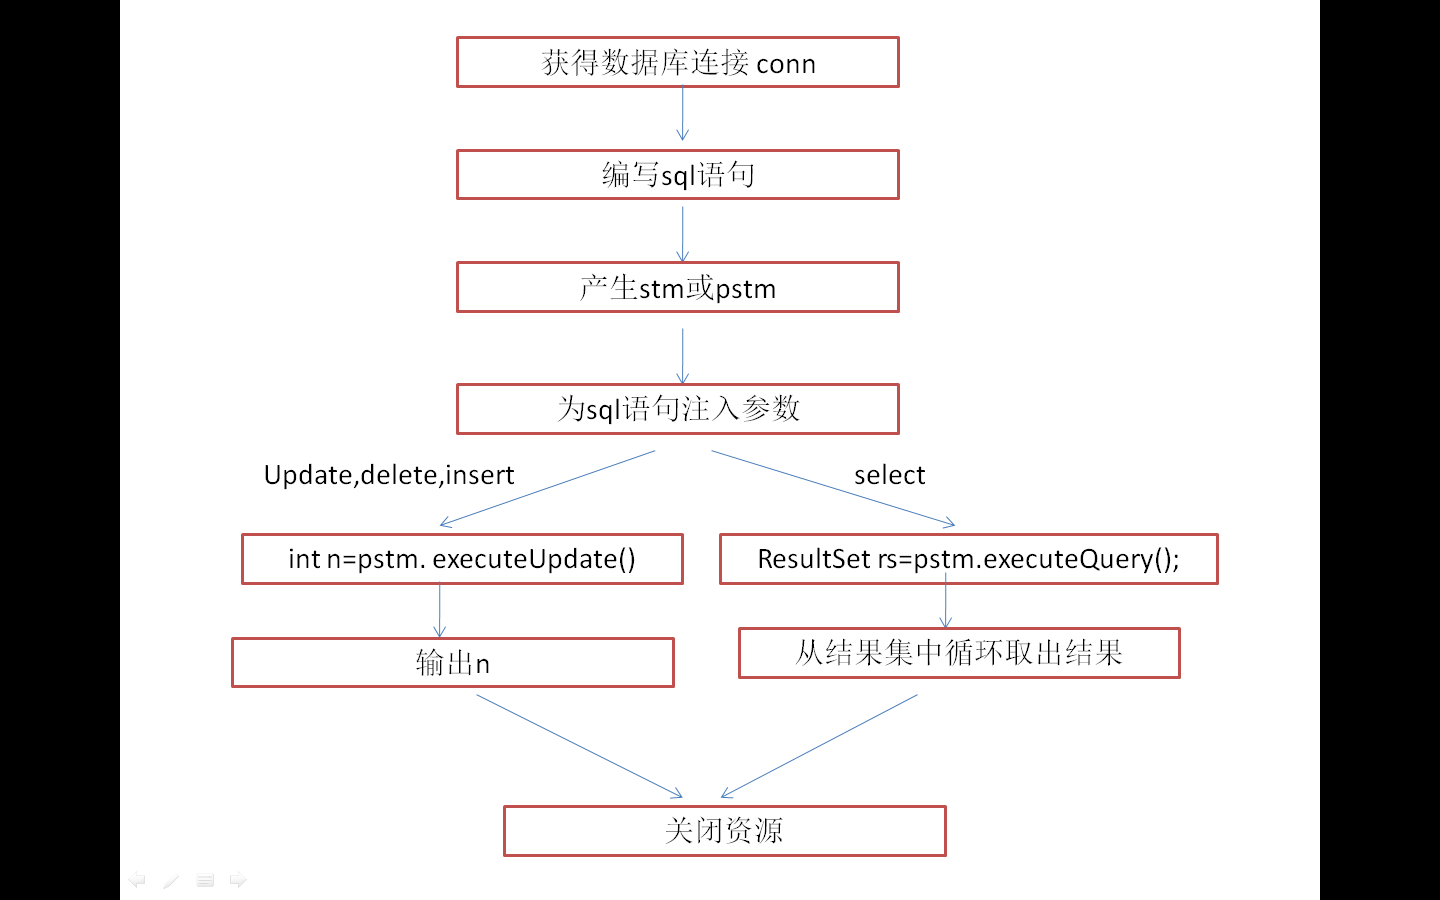 获得数据库连接 conn
编写sql语句
产生stm或pstm
为sql语句注入参数
Update,delete,insert
select
int n=pstm. executeUpdate()
ResultSet rs=pstm.executeQuery();
输出n
从结果集中循环取出结果
关闭资源